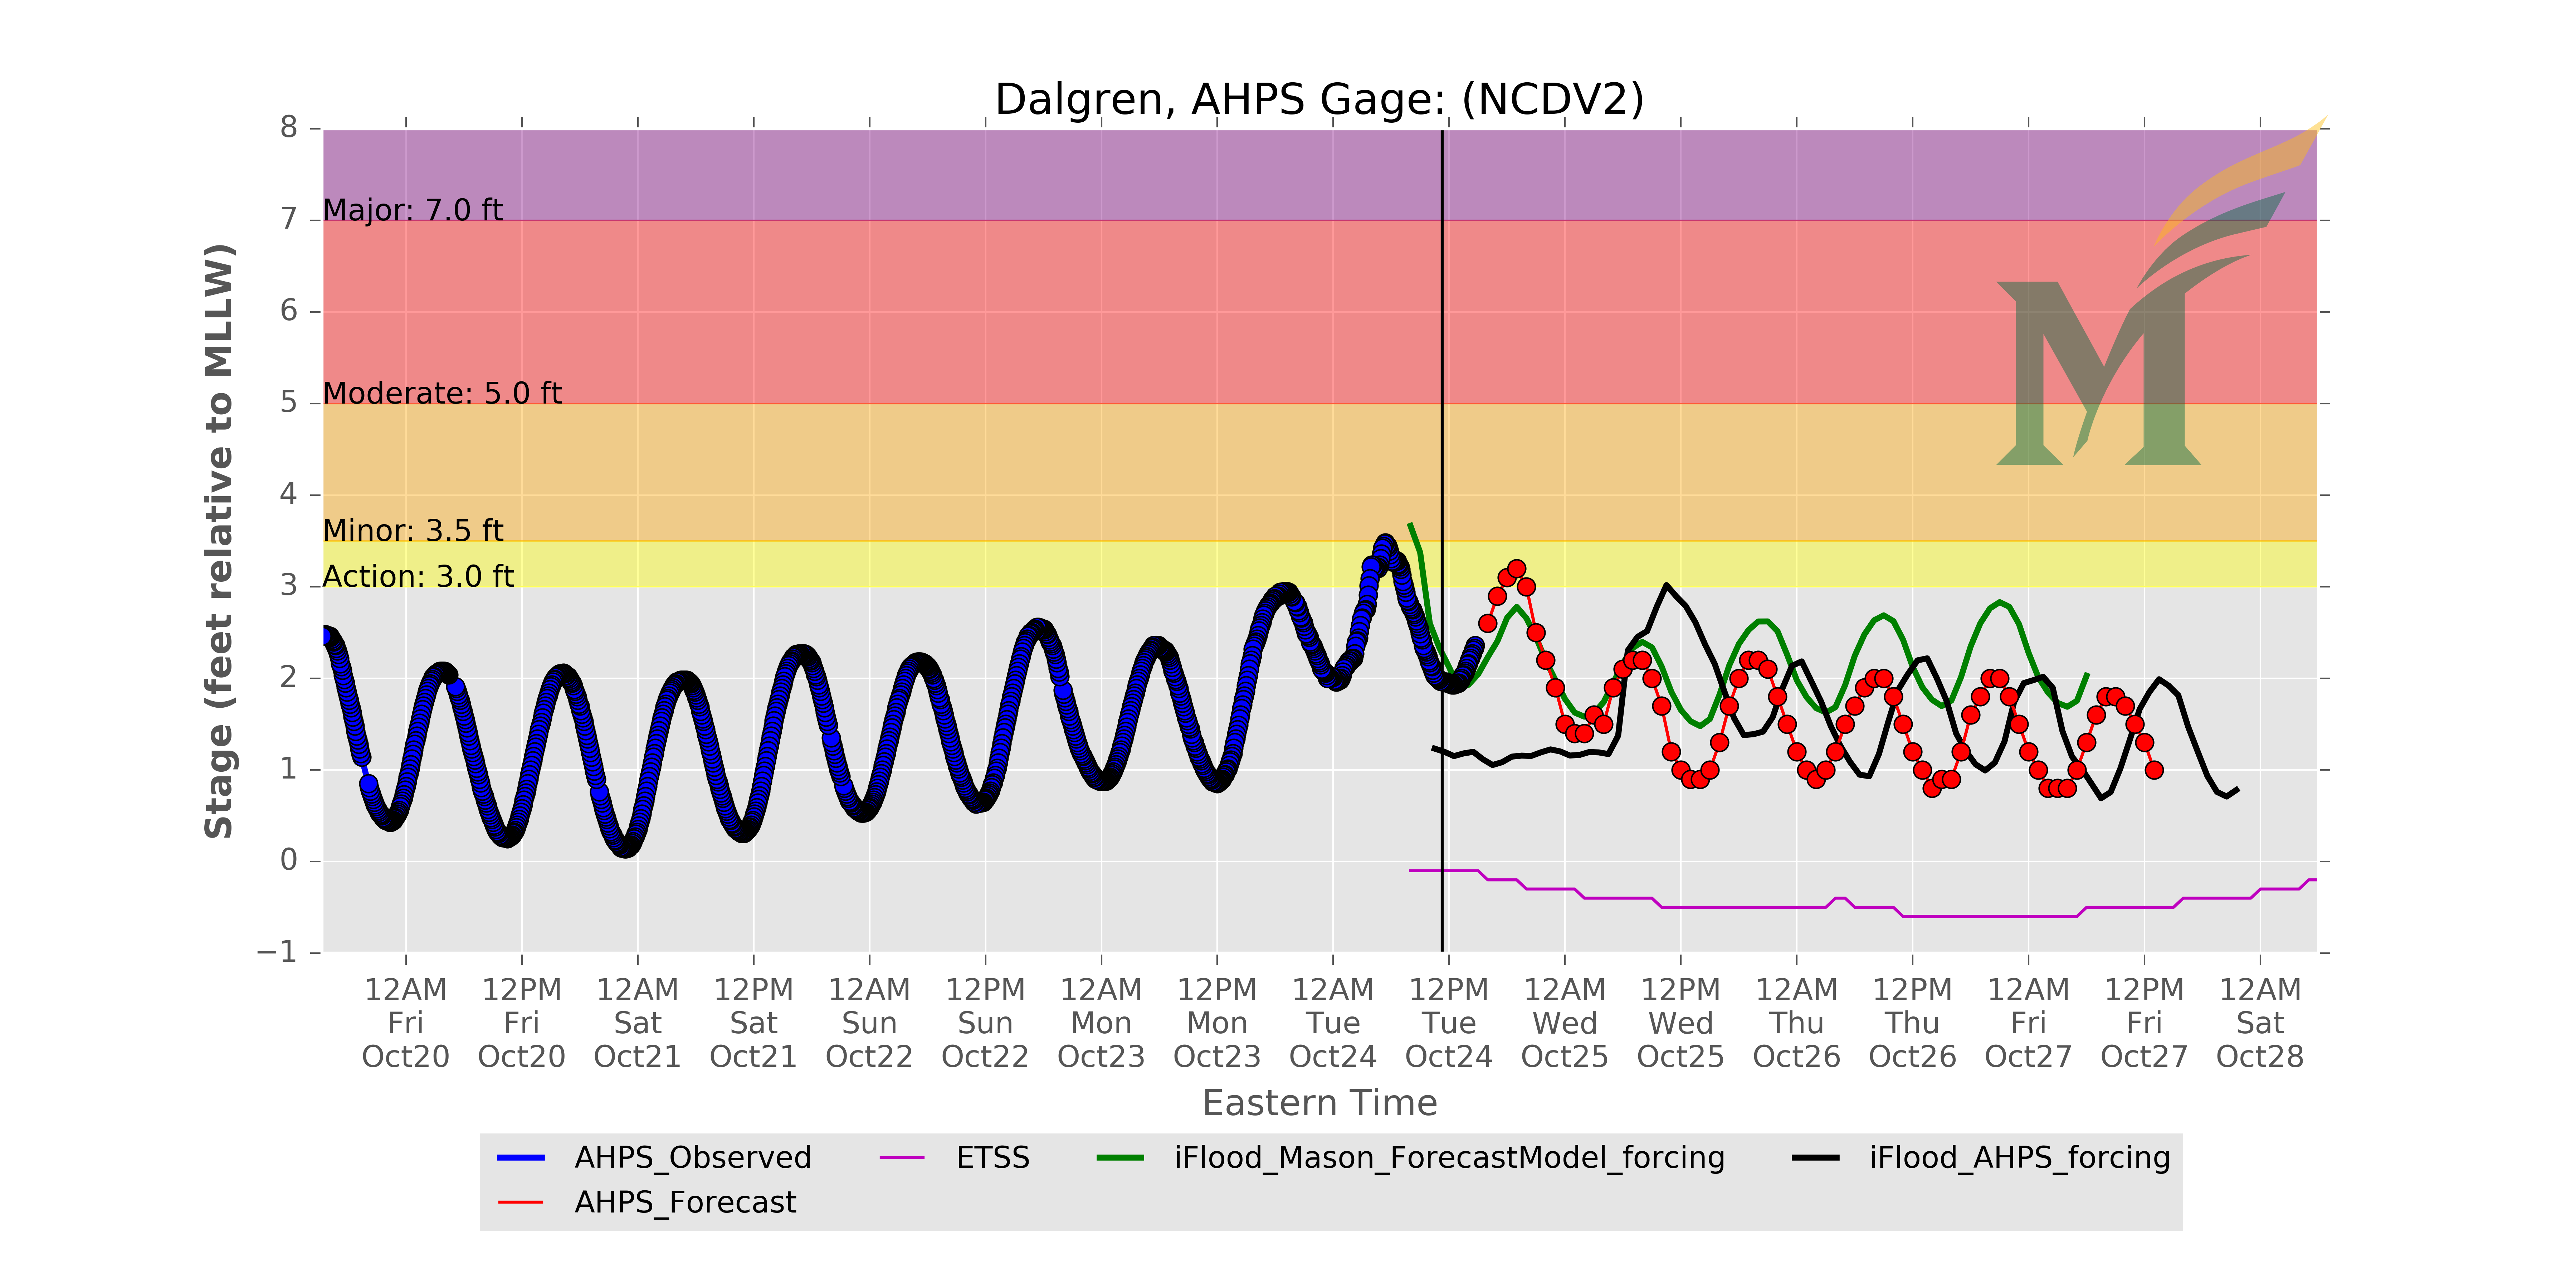 Dalgren, AHPS Gage: (NCDV2)
8
7
6
5
4
3
2
1
0
−1
Stage (feet relative to MLLW)
Major: 7.0 ft
Moderate: 5.0 ft
Minor: 3.5 ft
Action: 3.0 ft
M
12AM 12PM 12AM 12PM 12AM 12PM 12AM 12PM 12AM 12PM 12AM 12PM 12AM 12PM 12AM 12PM 12AM
Fri Fri Sat Sat Sun Sun Mon Mon Tue Tue Wed Wed Thu Thu Fri Fri Sat
Oct20 Oct20 Oct21 Oct21 Oct22 Oct22 Oct23 Oct23 Oct24 Oct24 Oct25 Oct25 Oct26 Oct26 Oct27 Oct27 Oct28
Eastern Time
AHPS_Observed ETSS iFlood_Mason_ForecastModel_forcing iFlood_AHPS_forcing
AHPS_Forecast